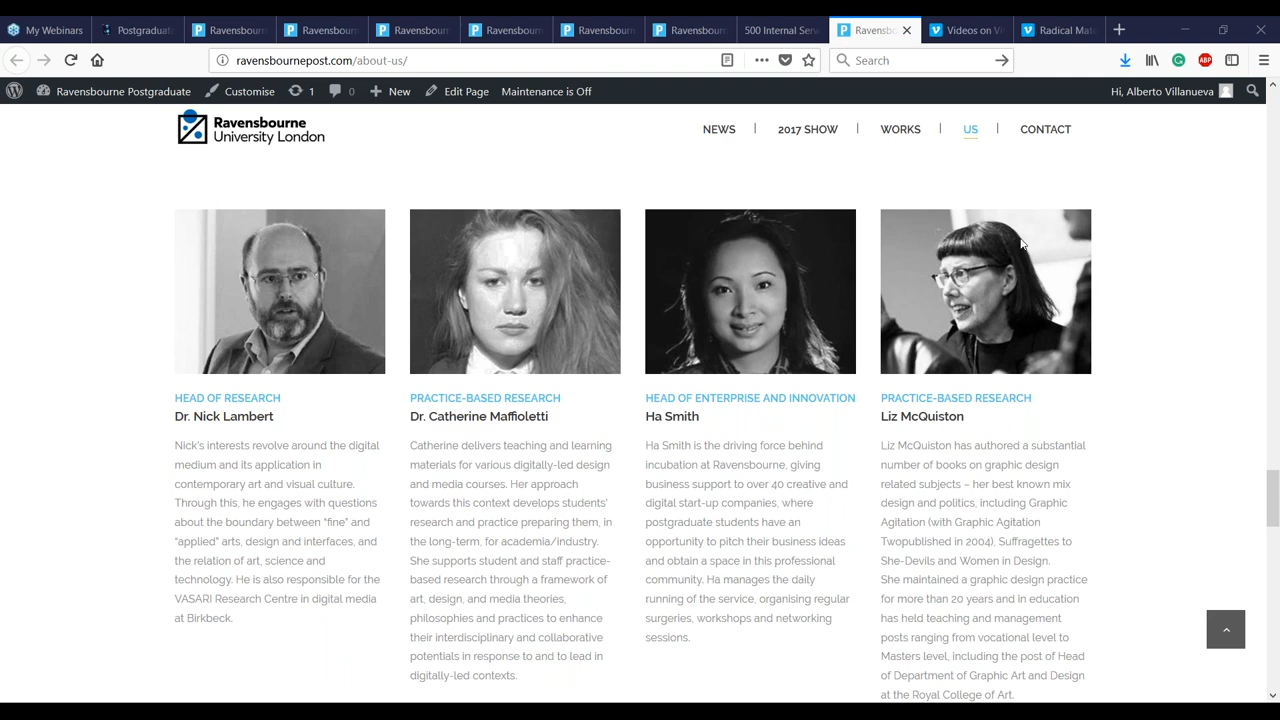 My Webinars
Postgraduat
Ravensbourn
Ravensbourn
Ravensbourn
Ravensbourn
Ravensbourn
Ravensbourn
500 Internal Serv
Ravensbo
Videos on Vi
Radical Mat
ravensbournepost.com/about-us/
Search
Ravensbourne Postgraduate
Customise
1
0
New
Edit Page
Maintenance is Off
Hi, Alberto Villanueva
Ravensbourne
University London
NEWS
2017 SHOW
WORKS
US
CONTACT
HEAD OF RESEARCH
Dr. Nick Lambert
Nick's interests revolve around the digital
medium and its application in
contemporary art and visual culture.
Through this, he engages with questions
about the boundary between “fine” and
“applied” arts, design and interfaces, and
the relation of art, science and
technology. He is also responsible for the
VASARI Research Centre in digital media
at Birkbeck.
PRACTICE-BASED RESEARCH
Dr. Catherine Maffioletti
Catherine delivers teaching and learning
materials for various digitally-led design
and media courses. Her approach
towards this context develops students'
research and practice preparing them, in
the long-term, for academia/industry.
She supports student and staff practice-
based research through a framework of
art, design, and media theories,
philosophies and practices to enhance
their interdisciplinary and collaborative
potentials in response to and to lead in
digitally-led contexts.
HEAD OF ENTERPRISE AND INNOVATION
Ha Smith
Ha Smith is the driving force behind
incubation at Ravensbourne, giving
business support to over 40 creative and
digital start-up companies, where
postgraduate students have an
opportunity to pitch their business ideas
and obtain a space in this professional
community. Ha manages the daily
running of the service, organising regular
surgeries, workshops and networking
sessions.
PRACTICE-BASED RESEARCH
Liz McQuiston
Liz McQuiston has authored a substantial
number of books on graphic design
related subjects – her best known mix
design and politics, including Graphic
Agitation (with Graphic Agitation
Twopublished in 2004), Suffragettes to
She-Devils and Women in Design.
She maintained a graphic design practice
for more than 20 years and in education
has held teaching and management
posts ranging from vocational level to
Masters level, including the post of Head
of Department of Graphic Art and Design
at the Royal College of Art.